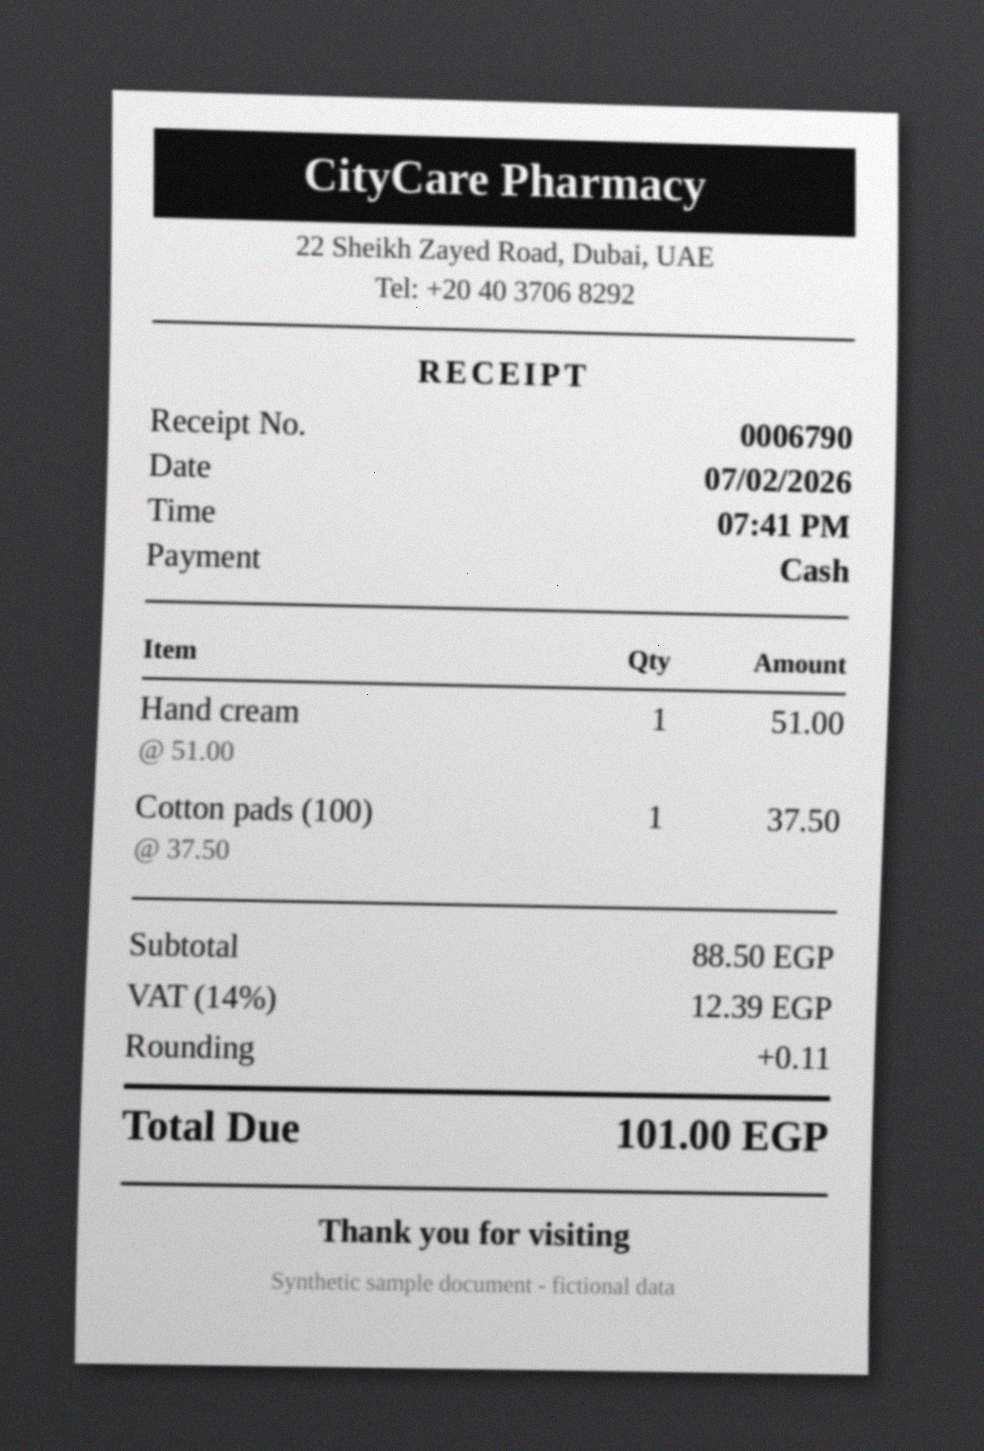 CityCare Pharmacy
22 Sheikh Zayed Road, Dubai, UAE
Tel: +20 40 3706 8292
RECEIPT
Receipt No. 0006790
Date 07/02/2026
Time 07:41 PM
Payment Cash
Item Qty Amount
Hand cream 1 51.00
@ 51.00
Cotton pads (100) 1 37.50
@ 37.50
Subtotal 88.50 EGP
VAT (14%) 12.39 EGP
Rounding +0.11
Total Due 101.00 EGP
Thank you for visiting
Synthetic sample document - fictional data